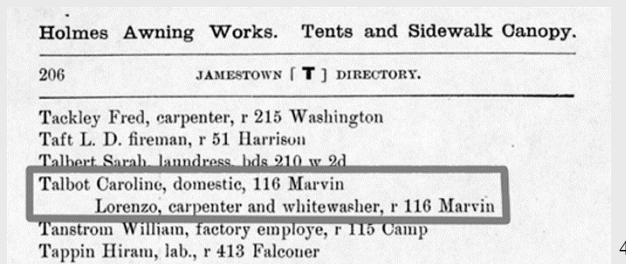 Holmes Awning Works. Tents and Sidewalk Canopy.
206 JAMESTOWN [ T ] DIRECTORY.
Tackley Fred, carpenter, r 215 Washington
Taft L. D. fireman, r 51 Harrison
Talbert Sarah, laundress, bds 210 w 2d
Talbot Caroline, domestic, 116 Marvin
Lorenzo, carpenter and whitewasher, r 116 Marvin
Tanstrom William, factory employe, r 115 Camp
Tappin Hiram, lab., r 413 Falconer
4